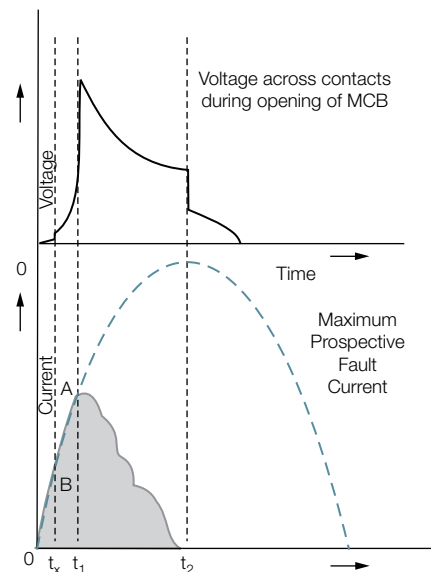 Voltage across contacts
during opening of MCB
Voltage
0
Time
Maximum
Prospective
Fault
Current
Current
A
B
0
tx t1 t2